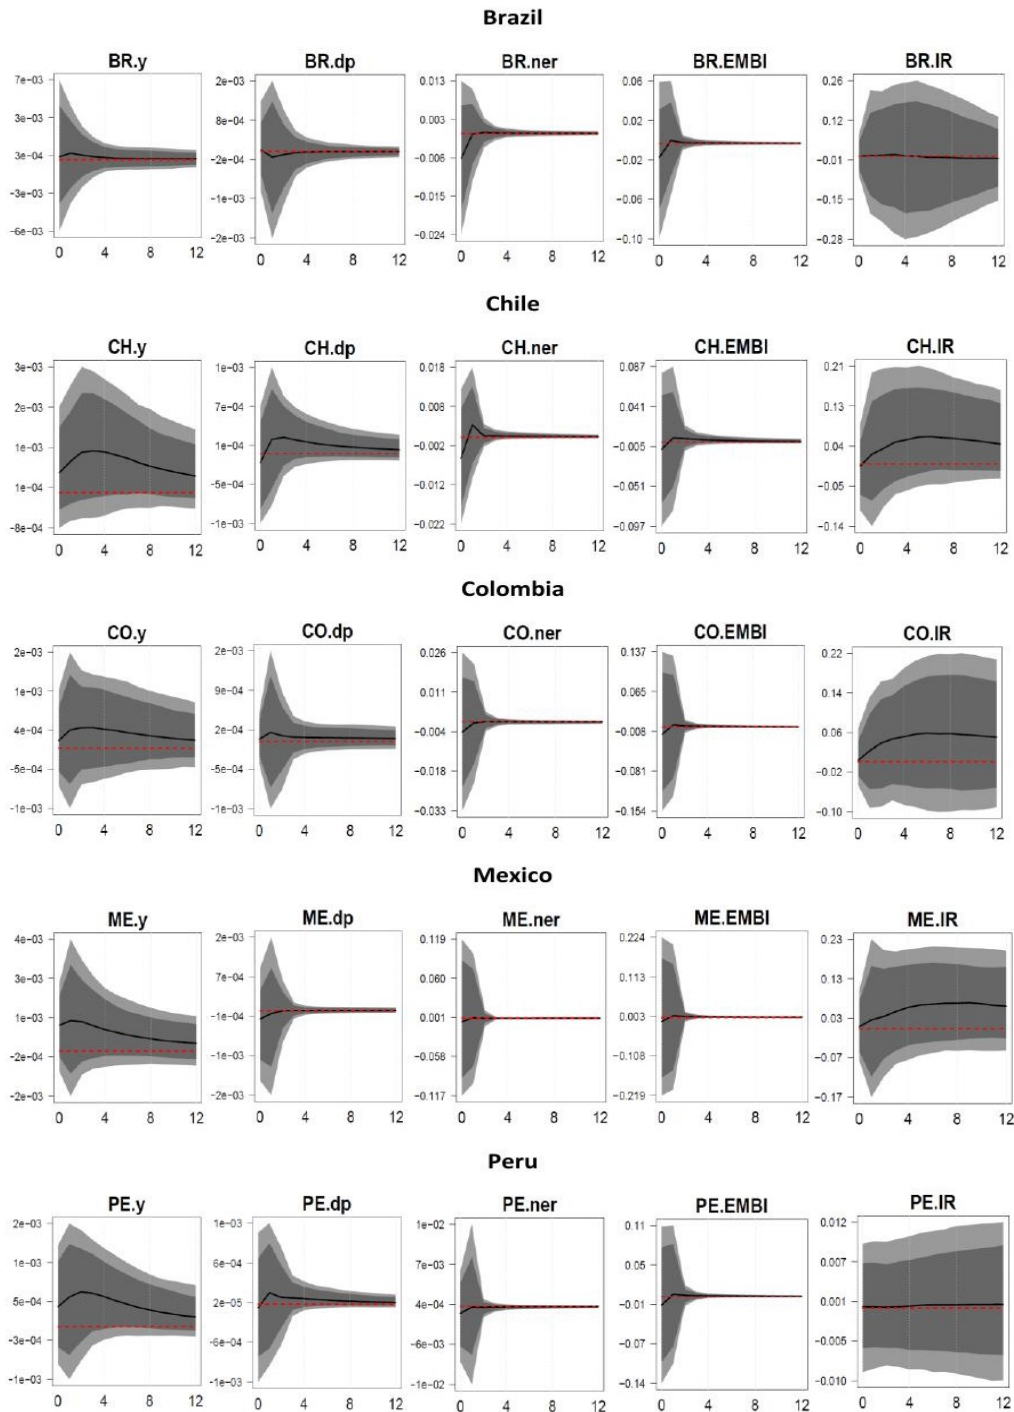 Brazil
BR.y BR.dp BR.ner BR.EMBI BR.IR
7e-03 3e-03 3e-04 -3e-03 -6e-03
2e-03 8e-04 -2e-04 -1e-03 -2e-03
0.013 0.003 -0.006 -0.015 -0.024
0.06 0.02 -0.02 -0.06 -0.10
0.26 0.12 -0.01 -0.15 -0.28
0 4 8 12 0 4 8 12 0 4 8 12 0 4 8 12 0 4 8 12
Chile
CH.y CH.dp CH.ner CH.EMBI CH.IR
3e-03 2e-03 1e-03 1e-04 -8e-04
1e-03 7e-04 1e-04 -5e-04 -1e-03
0.018 0.008 -0.002 -0.012 -0.022
0.087 0.041 -0.005 -0.051 -0.097
0.21 0.13 0.04 -0.05 -0.14
0 4 8 12 0 4 8 12 0 4 8 12 0 4 8 12 0 4 8 12
Colombia
CO.y CO.dp CO.ner CO.EMBI CO.IR
2e-03 1e-03 4e-04 -5e-04 -1e-03
2e-03 9e-04 2e-04 -5e-04 -1e-03
0.026 0.011 -0.004 -0.018 -0.033
0.137 0.065 -0.008 -0.081 -0.154
0.22 0.14 0.06 -0.02 -0.10
0 4 8 12 0 4 8 12 0 4 8 12 0 4 8 12 0 4 8 12
Mexico
ME.y ME.dp ME.ner ME.EMBI ME.IR
4e-03 1e-03 -2e-04 -2e-03
2e-03 7e-04 -1e-04 -1e-03 -2e-03
0.119 0.060 0.001 -0.058 -0.117
0.224 0.113 0.003 -0.108 -0.219
0.23 0.13 0.03 -0.07 -0.17
0 4 8 12 0 4 8 12 0 4 8 12 0 4 8 12 0 4 8 12
Peru
PE.y PE.dp PE.ner PE.EMBI PE.IR
2e-03 1e-03 5e-04 -3e-04 -1e-03
1e-03 6e-04 2e-05 -6e-04 -1e-03
1e-02 7e-03 4e-04 -6e-03 -1e-02
0.11 0.05 -0.01 -0.07 -0.14
0.012 0.007 0.001 -0.005 -0.010
0 4 8 12 0 4 8 12 0 4 8 12 0 4 8 12 0 4 8 12